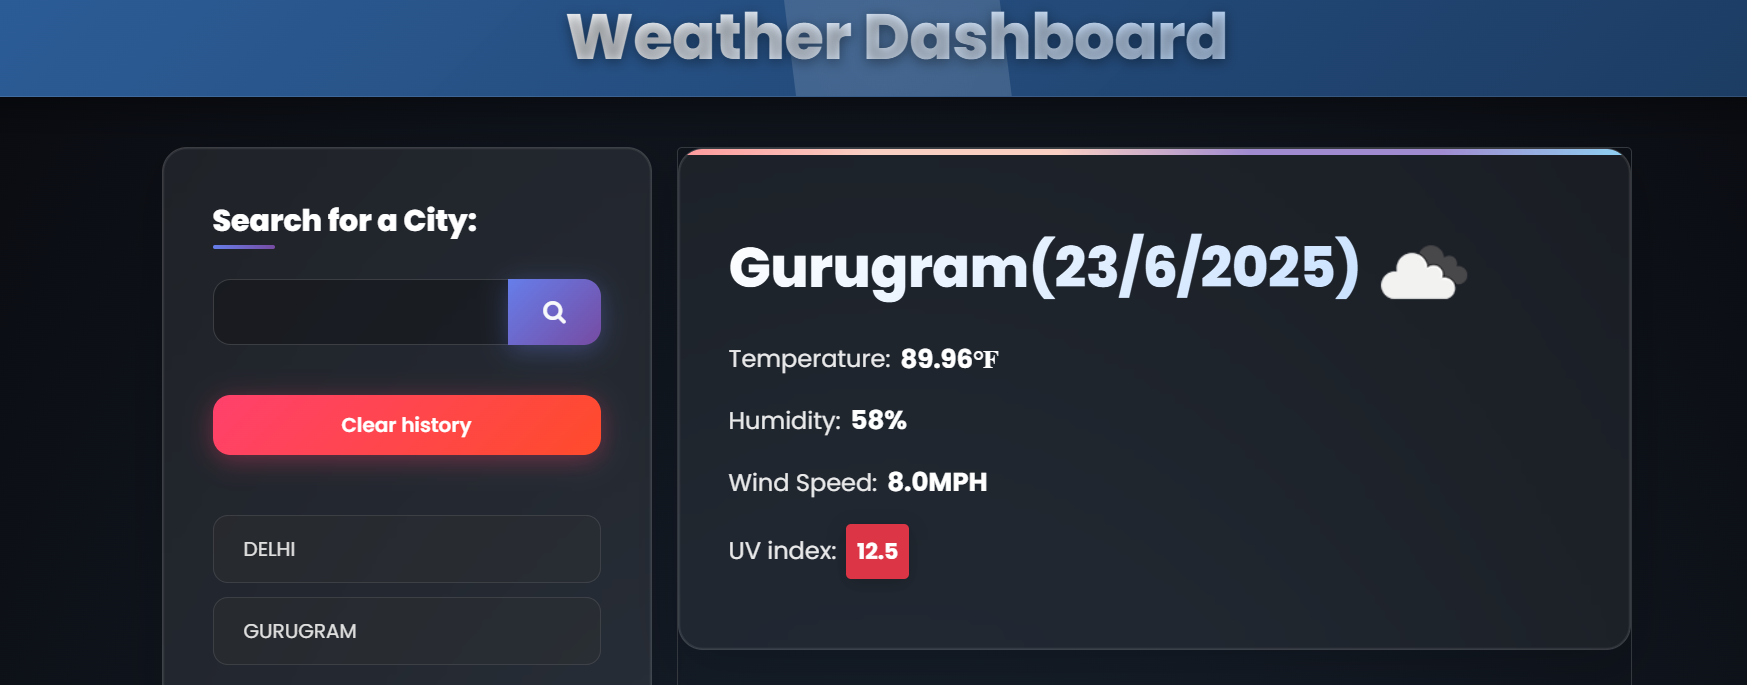 Weather Dashboard
Search for a City:
Clear history
DELHI
GURUGRAM
Gurugram(23/6/2025)
Temperature: 89.96°F
Humidity: 58%
Wind Speed: 8.0MPH
UV index: 12.5